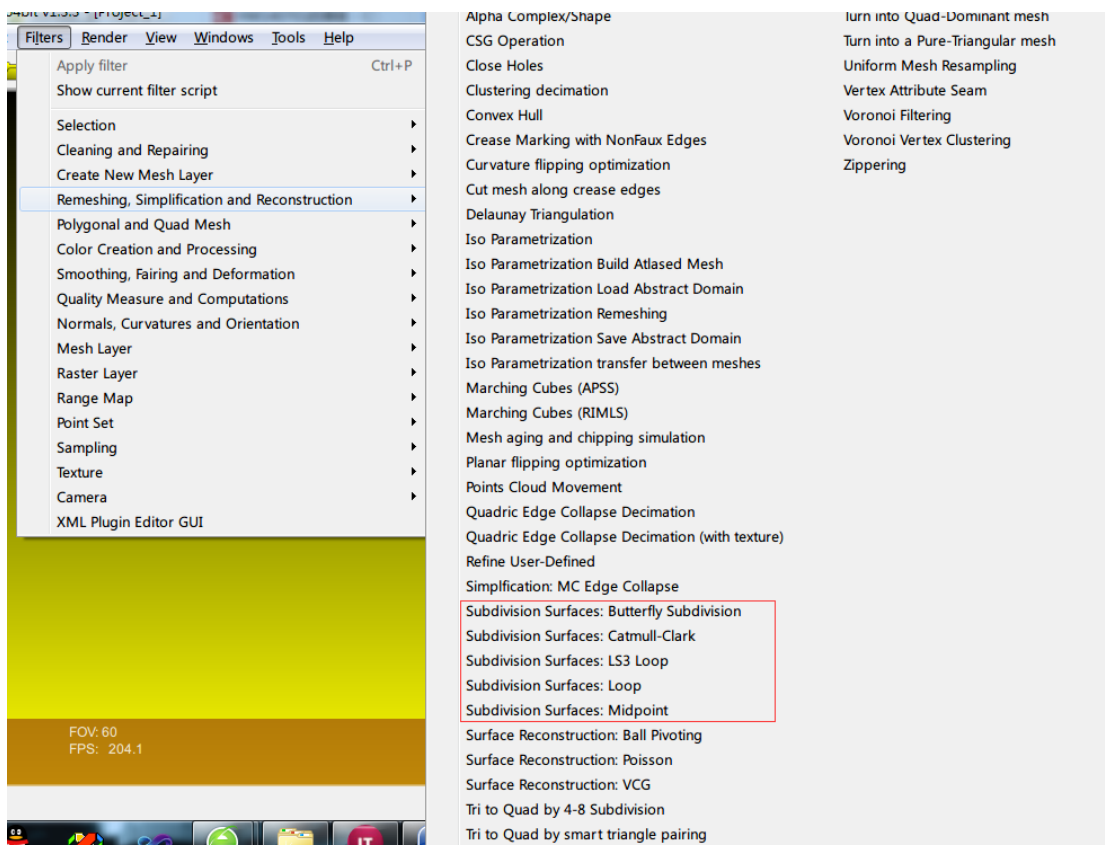 64bit v1.3.3 - [Project_1]
Filters Render View Windows Tools Help
Apply filter Ctrl+P
Show current filter script
Selection
Cleaning and Repairing
Create New Mesh Layer
Remeshing, Simplification and Reconstruction
Polygonal and Quad Mesh
Color Creation and Processing
Smoothing, Fairing and Deformation
Quality Measure and Computations
Normals, Curvatures and Orientation
Mesh Layer
Raster Layer
Range Map
Point Set
Sampling
Texture
Camera
XML Plugin Editor GUI
FOV: 60
FPS: 204.1
Alpha Complex/Shape
CSG Operation
Close Holes
Clustering decimation
Convex Hull
Crease Marking with NonFaux Edges
Curvature flipping optimization
Cut mesh along crease edges
Delaunay Triangulation
Iso Parametrization
Iso Parametrization Build Atlased Mesh
Iso Parametrization Load Abstract Domain
Iso Parametrization Remeshing
Iso Parametrization Save Abstract Domain
Iso Parametrization transfer between meshes
Marching Cubes (APSS)
Marching Cubes (RIMLS)
Mesh aging and chipping simulation
Planar flipping optimization
Points Cloud Movement
Quadric Edge Collapse Decimation
Quadric Edge Collapse Decimation (with texture)
Refine User-Defined
Simplfication: MC Edge Collapse
Subdivision Surfaces: Butterfly Subdivision
Subdivision Surfaces: Catmull-Clark
Subdivision Surfaces: LS3 Loop
Subdivision Surfaces: Loop
Subdivision Surfaces: Midpoint
Surface Reconstruction: Ball Pivoting
Surface Reconstruction: Poisson
Surface Reconstruction: VCG
Tri to Quad by 4-8 Subdivision
Tri to Quad by smart triangle pairing
Turn into Quad-Dominant mesh
Turn into a Pure-Triangular mesh
Uniform Mesh Resampling
Vertex Attribute Seam
Voronoi Filtering
Voronoi Vertex Clustering
Zippering